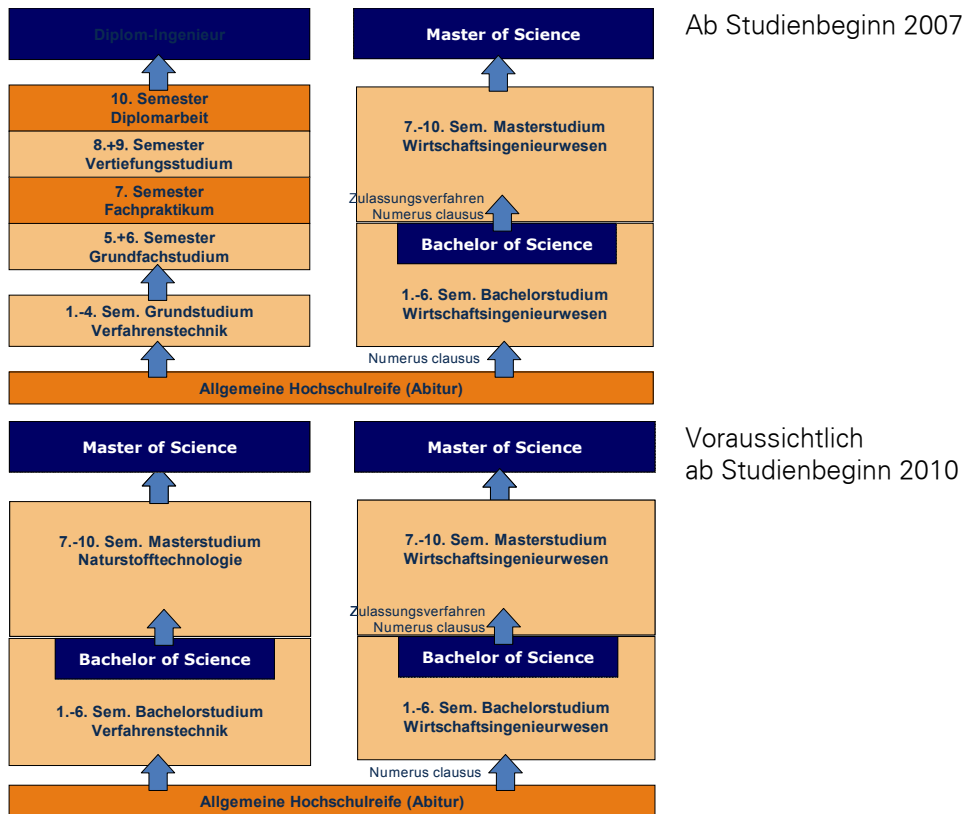 Diplom-Ingenieur
10. Semester
Diplomarbeit
8.+9. Semester
Vertiefungsstudium
7. Semester
Fachpraktikum
5.+6. Semester
Grundfachstudium
1.-4. Sem. Grundstudium
Verfahrenstechnik
Master of Science
7.-10. Sem. Masterstudium
Wirtschaftsingenieurwesen
Zulassungsverfahren
Numerus clausus
Bachelor of Science
1.-6. Sem. Bachelorstudium
Wirtschaftsingenieurwesen
Numerus clausus
Allgemeine Hochschulreife (Abitur)
Ab Studienbeginn 2007
Master of Science
7.-10. Sem. Masterstudium
Naturstofftechnologie
Bachelor of Science
1.-6. Sem. Bachelorstudium
Verfahrenstechnik
Master of Science
7.-10. Sem. Masterstudium
Wirtschaftsingenieurwesen
Zulassungsverfahren
Numerus clausus
Bachelor of Science
1.-6. Sem. Bachelorstudium
Wirtschaftsingenieurwesen
Numerus clausus
Allgemeine Hochschulreife (Abitur)
Voraussichtlich
ab Studienbeginn 2010